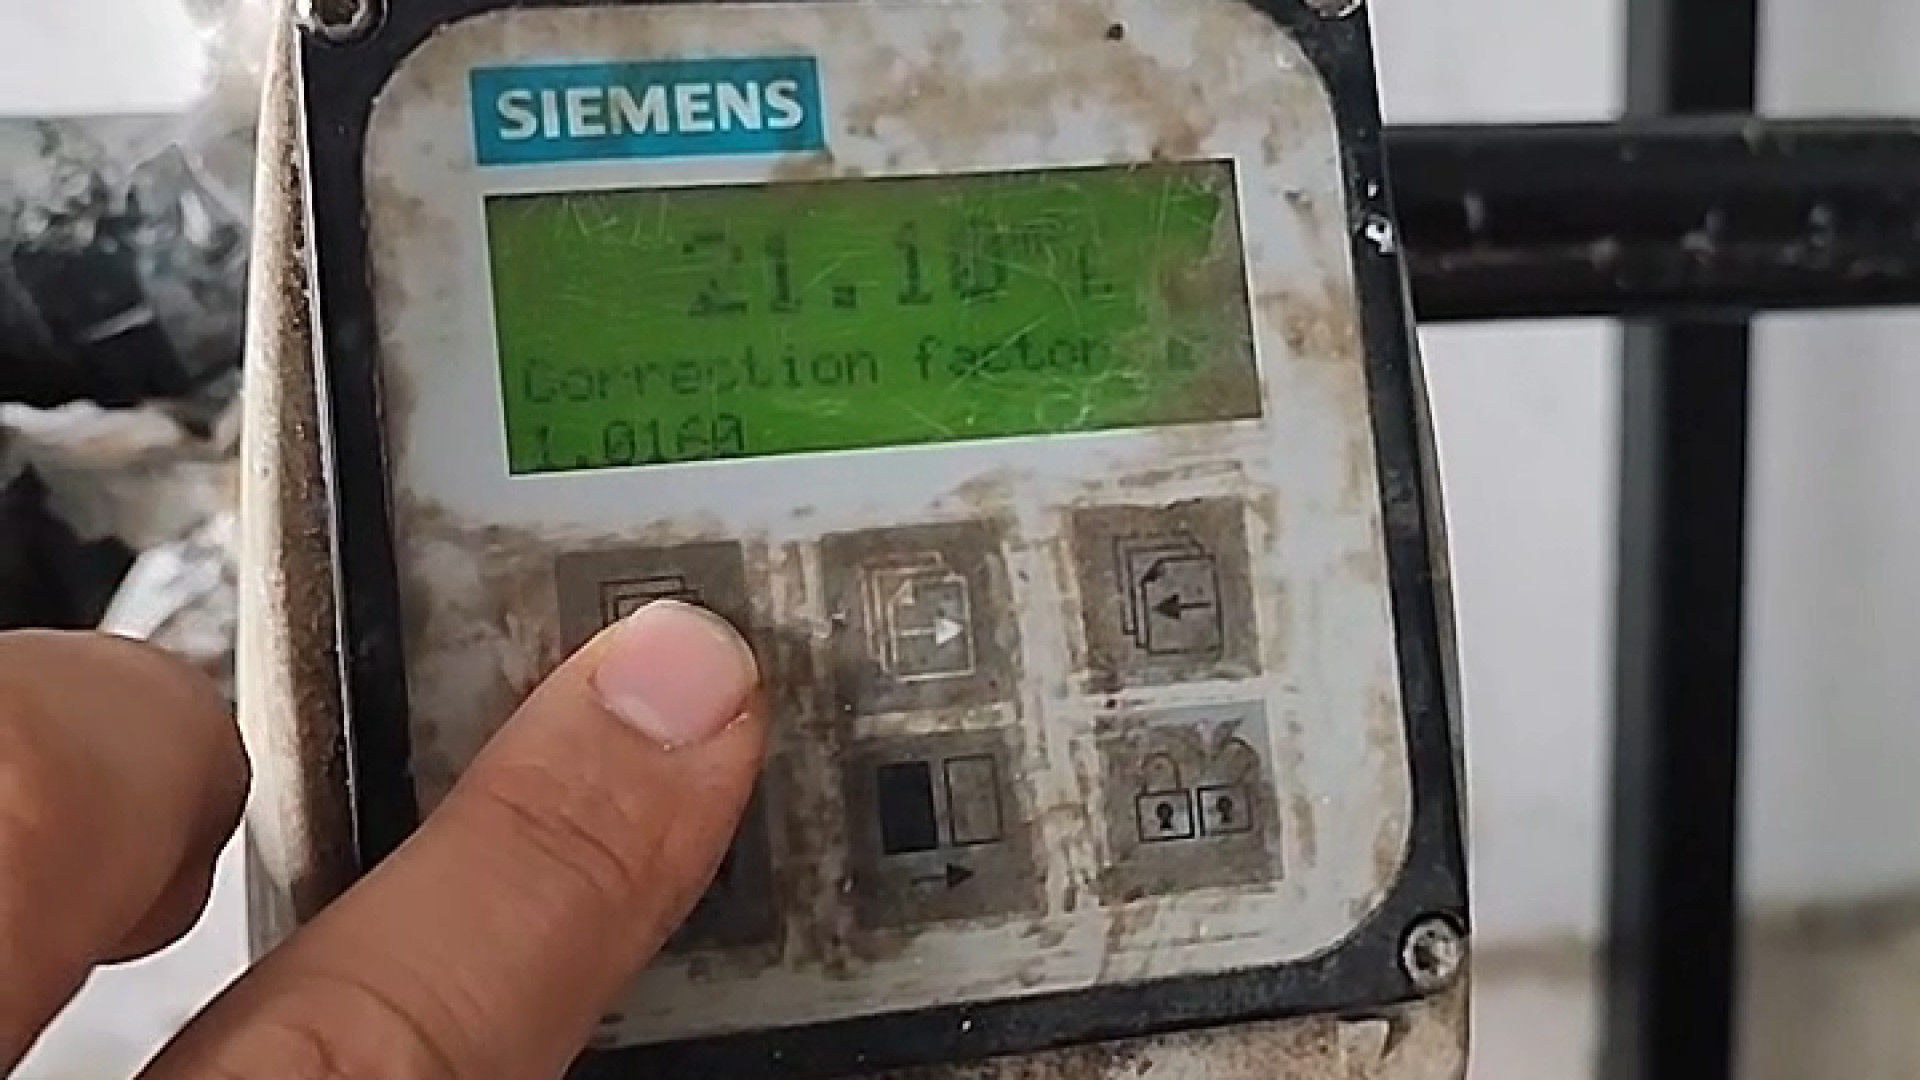 SIEMENS
21.10
Correction factor
1.0160